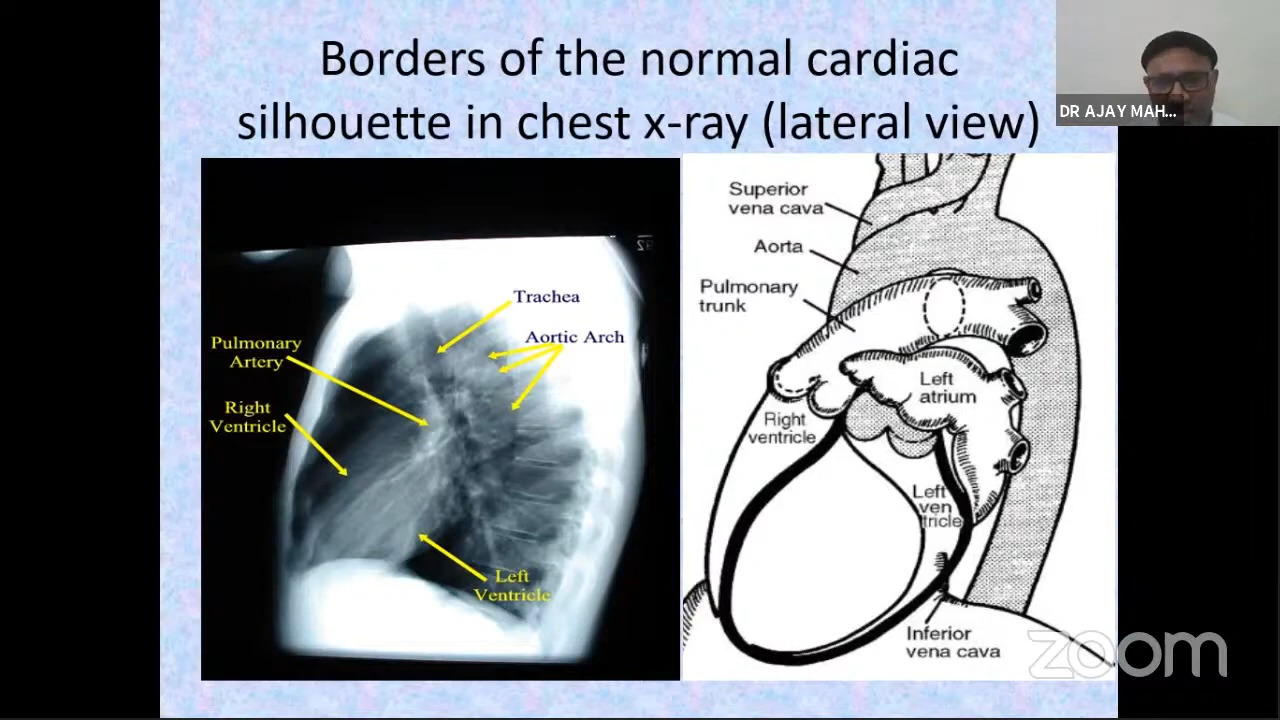 Borders of the normal cardiac
silhouette in chest x-ray (lateral view)
DR AJAY MAH...
Trachea
Aortic Arch
Pulmonary
Artery
Right
Ventricle
Left
Ventricle
Superior
vena cava
Aorta
Pulmonary
trunk
Left
atrium
Right
ventricle
Left
ven
tricle
Inferior
vena cava
zoom